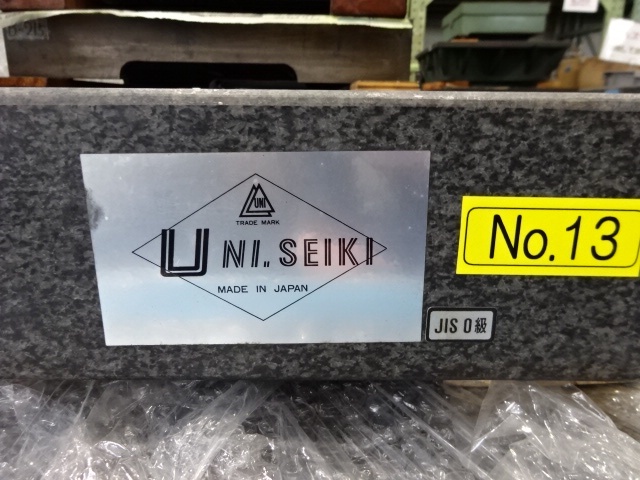 UNI
TRADE MARK
UNI. SEIKI
MADE IN JAPAN
No.13
JIS 0 級